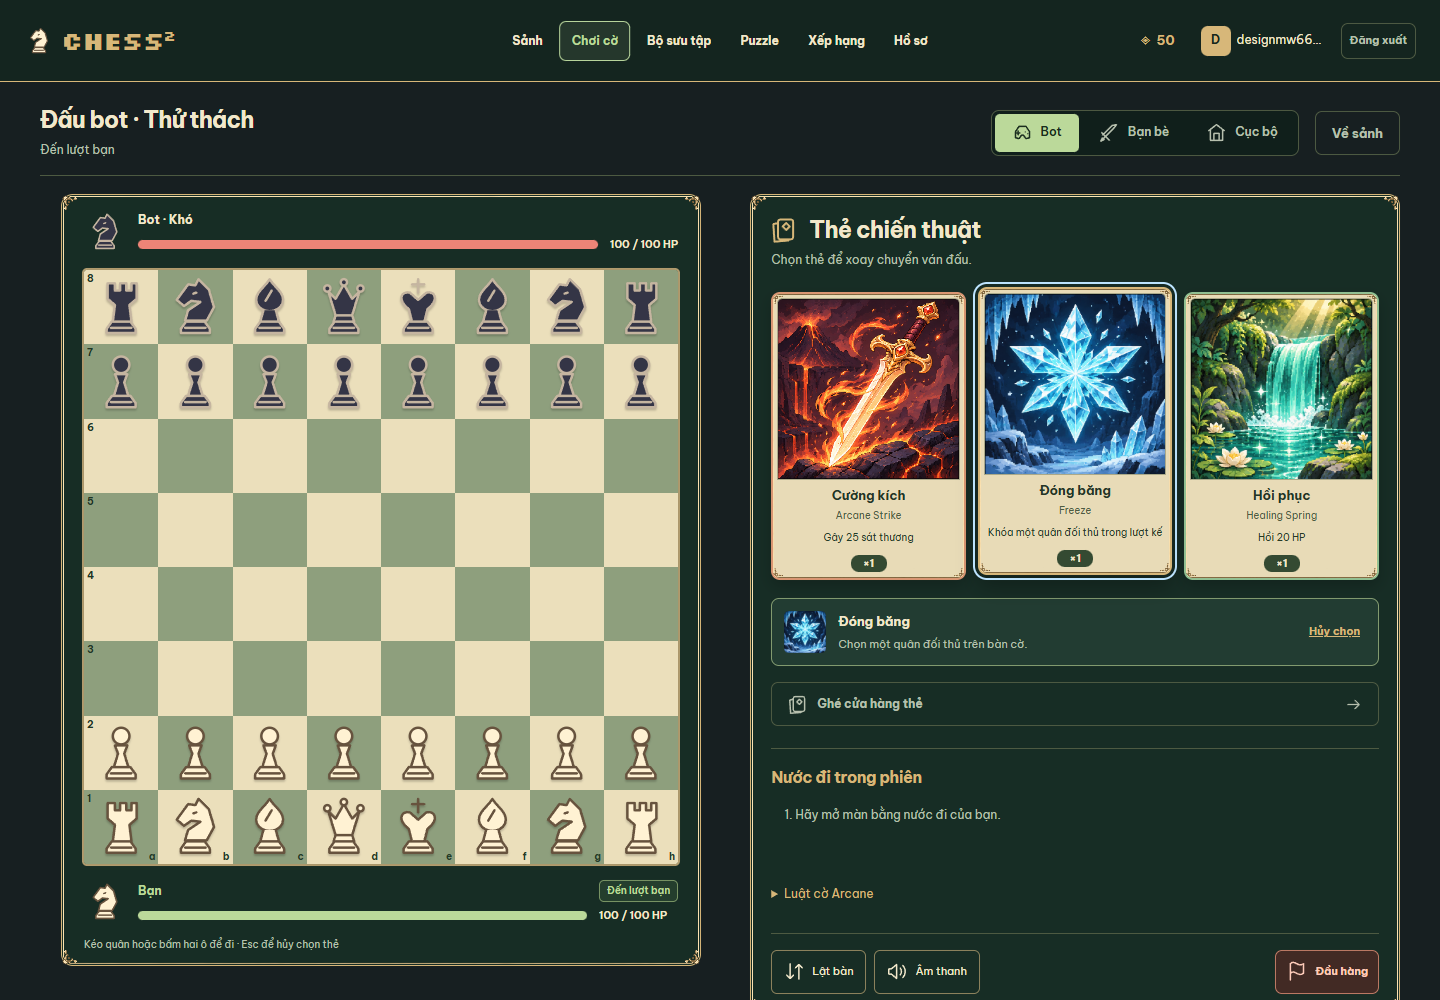 CHESS²
Sảnh
Chơi cờ
Bộ sưu tập
Puzzle
Xếp hạng
Hồ sơ
50
D
designmw66...
Đăng xuất
Đấu bot · Thử thách
Đến lượt bạn
Bot
Bạn bè
Cục bộ
Về sảnh
Bot · Khó
100 / 100 HP
8
7
6
5
4
3
2
1
a
b
c
d
e
f
g
h
Bạn
Đến lượt bạn
100 / 100 HP
Kéo quân hoặc bấm hai ô để đi · Esc để hủy chọn thẻ
Thẻ chiến thuật
Chọn thẻ để xoay chuyển ván đấu.
Cường kích
Arcane Strike
Gây 25 sát thương
×1
Đóng băng
Freeze
Khóa một quân đối thủ trong lượt kế
×1
Hồi phục
Healing Spring
Hồi 20 HP
×1
Đóng băng
Chọn một quân đối thủ trên bàn cờ.
Hủy chọn
Ghé cửa hàng thẻ
Nước đi trong phiên
1. Hãy mở màn bằng nước đi của bạn.
Luật cờ Arcane
Lật bàn
Âm thanh
Đầu hàng